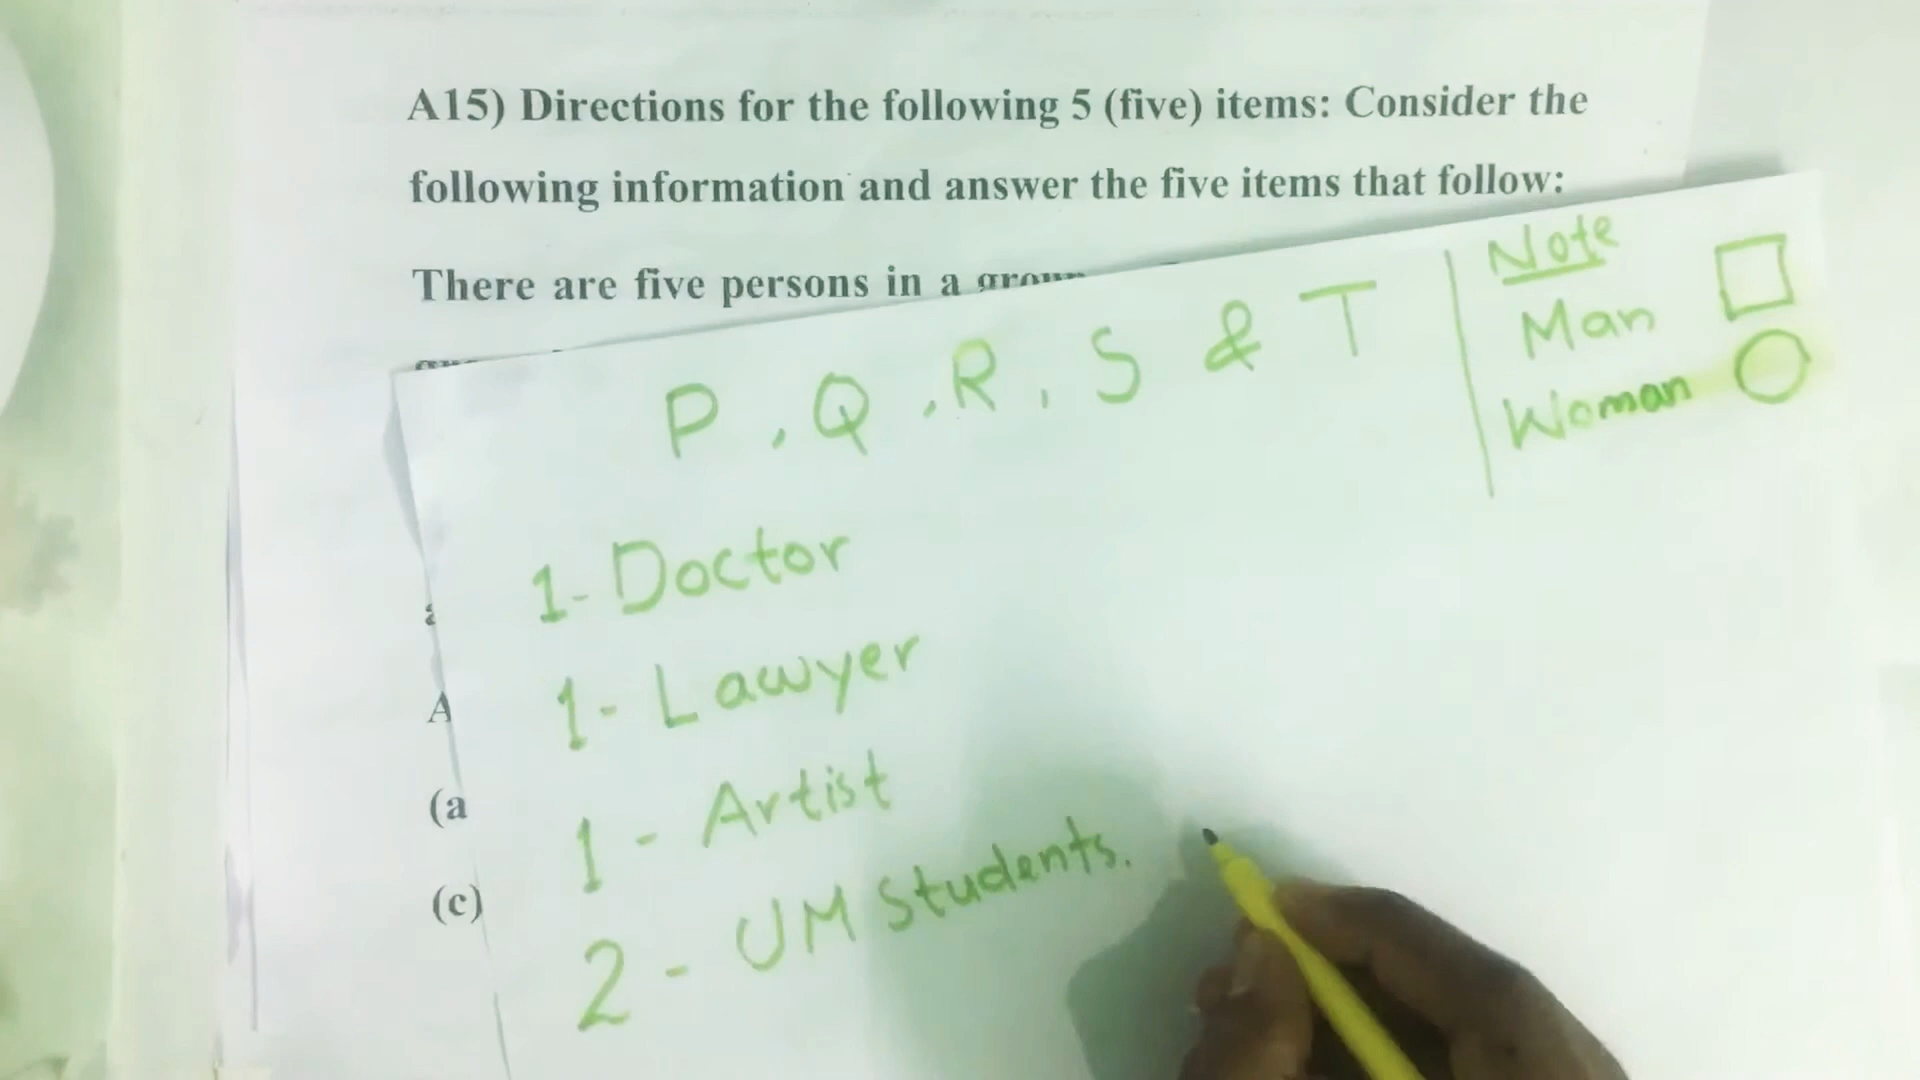 A15) Directions for the following 5 (five) items: Consider the
following information and answer the five items that follow:
There are five persons in a group
P, Q, R, S & T
Note
Man
Woman
1- Doctor
1- Lawyer
A
1 - Artist
(a
2 - UM Students.
(c)